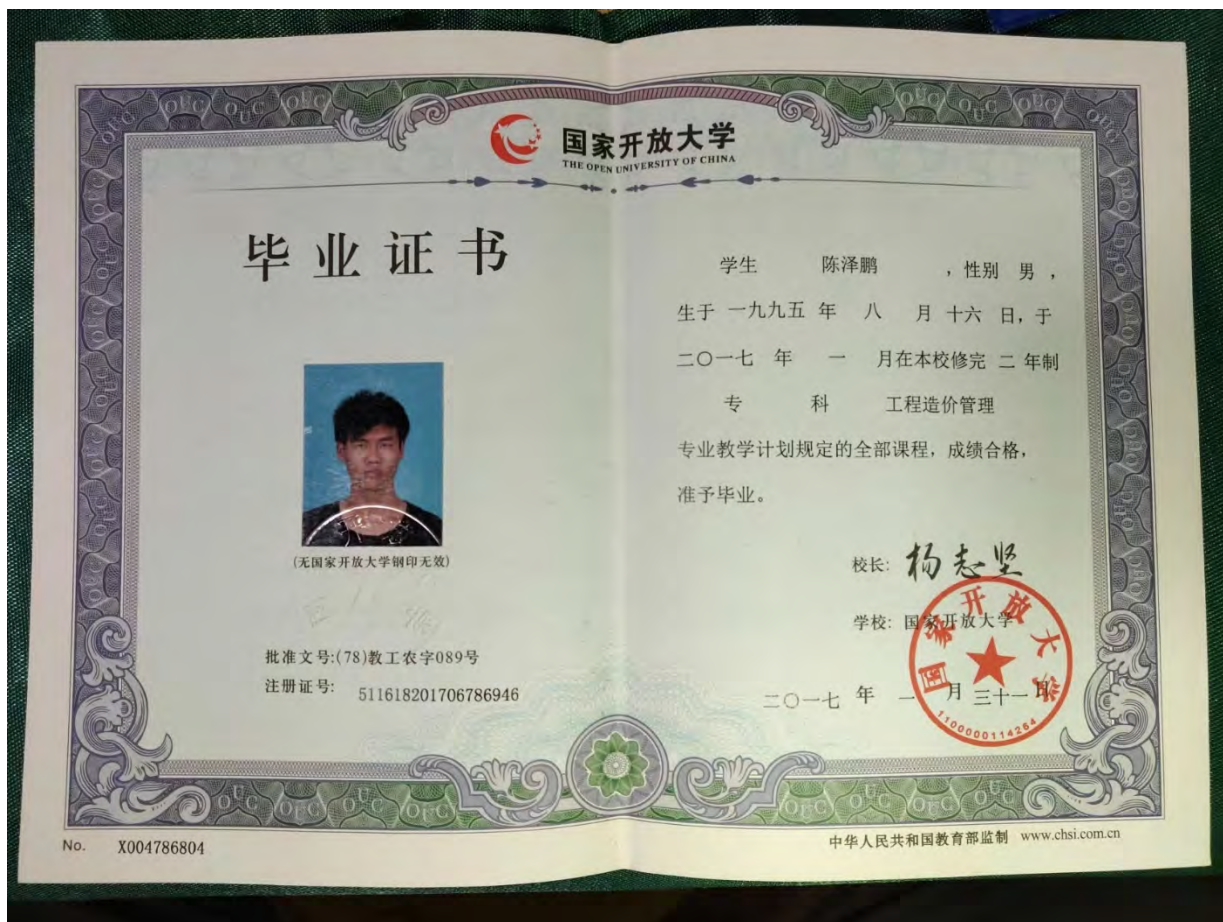 国家开放大学
THE OPEN UNIVERSITY OF CHINA
毕业证书
(无国家开放大学钢印无效)
批准文号:(78)教工农字089号
注册证号: 511618201706786946
学生 陈泽鹏 ，性别 男 ，
生于 一九九五 年 八 月 十六 日，于
二〇一七 年 一 月在本校修完 二 年制
专 科 工程造价管理
专业教学计划规定的全部课程，成绩合格，
准予毕业。
校长: 杨志坚
学校: 国家开放大学
二〇一七 年 一 月 三十一 日
国家开放大学
1100000114264
No. X004786804
中华人民共和国教育部监制 www.chsi.com.cn